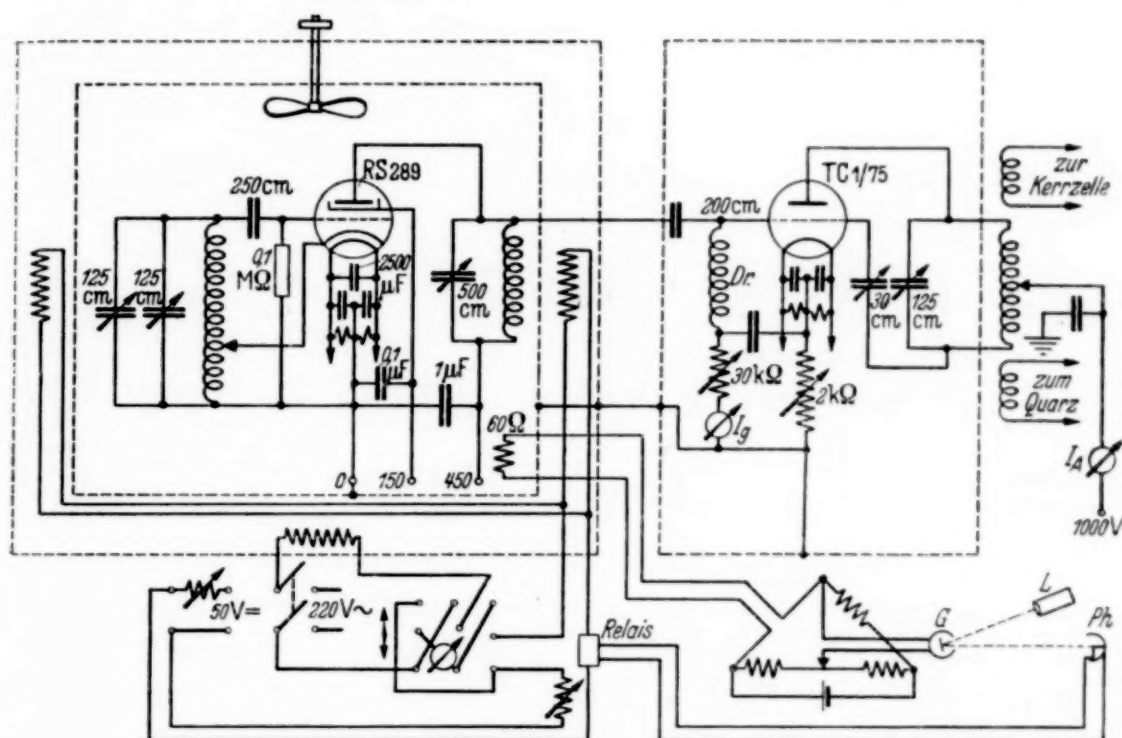 RS289
TC1/75
zur
Kerrzelle
250cm
200cm
125
cm
125
cm
0,1
MΩ
2500
μF
500
cm
Dr.
30
cm
125
cm
0,1
μF
1μF
30kΩ
2kΩ
zum
Quarz
60Ω
Ig
IA
0
150
450
1000V
50V=
220V~
Relais
G
L
Ph